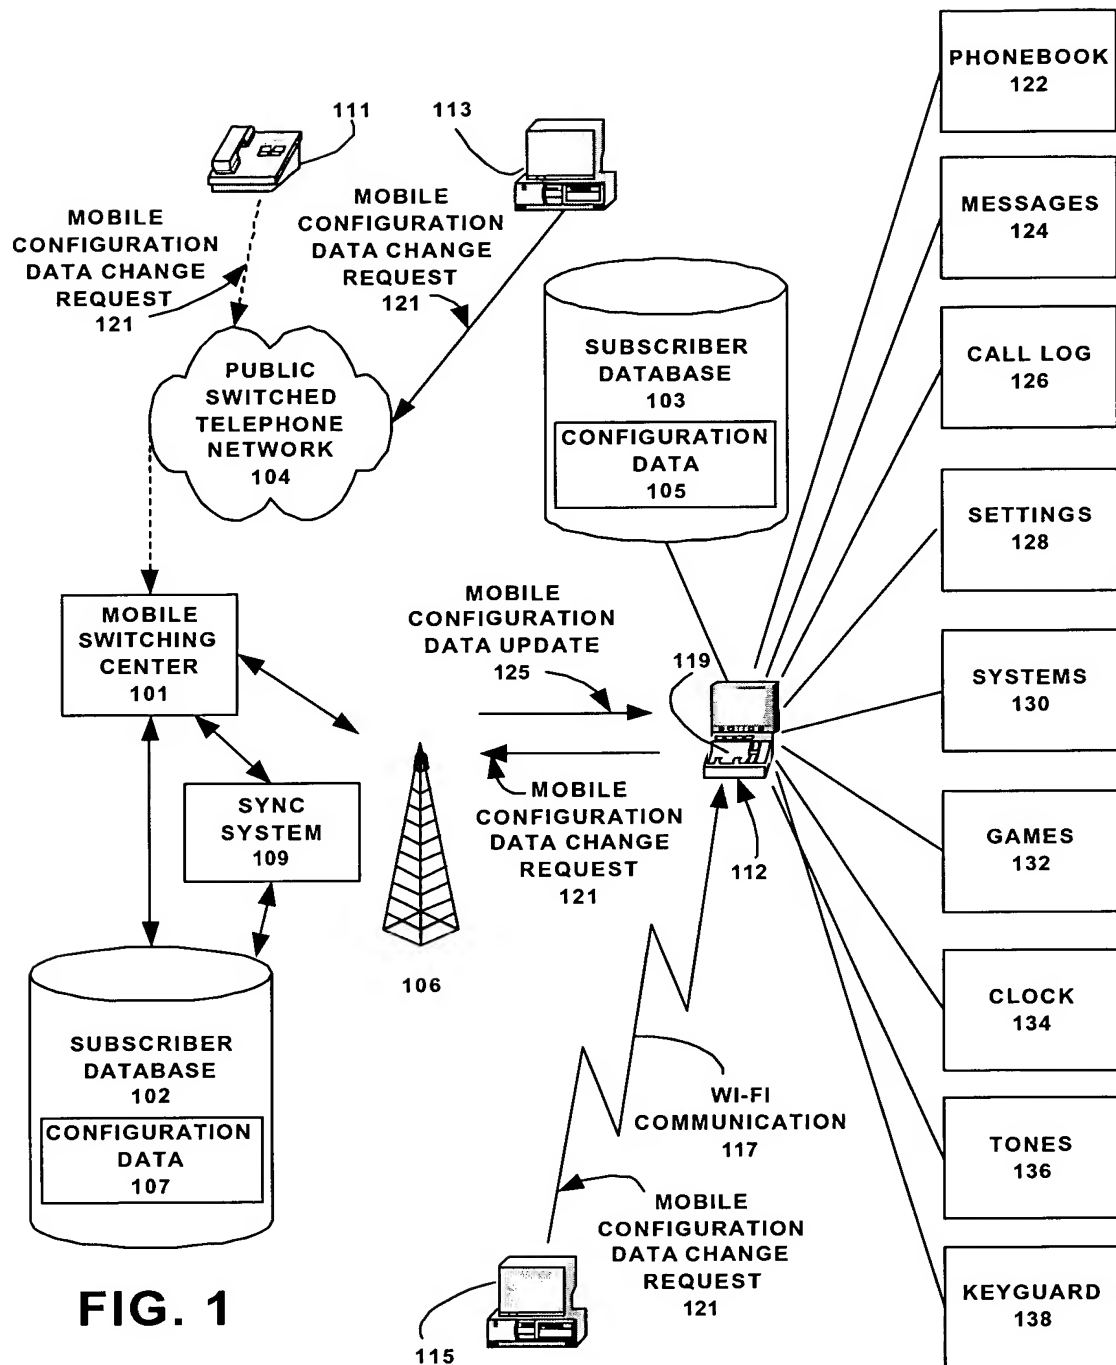 PHONEBOOK
122
111
113
MOBILE
CONFIGURATION
DATA CHANGE
REQUEST
121
MOBILE
CONFIGURATION
DATA CHANGE
REQUEST
121
MESSAGES
124
PUBLIC
SWITCHED
TELEPHONE
NETWORK
104
SUBSCRIBER
DATABASE
103
CONFIGURATION
DATA
105
CALL LOG
126
SETTINGS
128
MOBILE
SWITCHING
CENTER
101
MOBILE
CONFIGURATION
DATA UPDATE
125
119
SYSTEMS
130
SYNC
SYSTEM
109
MOBILE
CONFIGURATION
DATA CHANGE
REQUEST
121
112
GAMES
132
106
SUBSCRIBER
DATABASE
102
CONFIGURATION
DATA
107
CLOCK
134
WI-FI
COMMUNICATION
117
TONES
136
MOBILE
CONFIGURATION
DATA CHANGE
REQUEST
121
115
KEYGUARD
138
FIG. 1